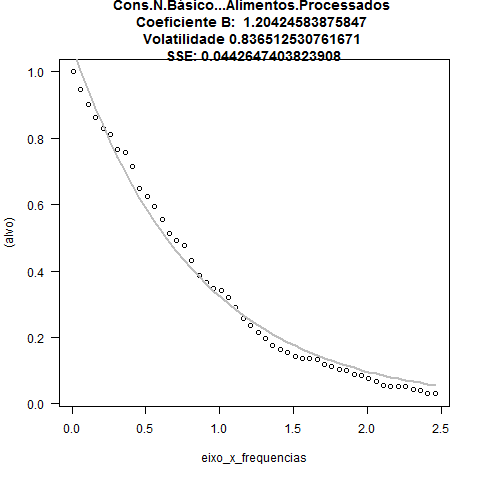 Cons.N.Básico...Alimentos.Processados
Coeficiente B:  1.20424583875847
Volatilidade 0.836512530761671
SSE: 0.0442647403823908
1.0
0.8
0.6
0.4
0.2
0.0
(alvo)
0.0 0.5 1.0 1.5 2.0 2.5
eixo_x_frequencias